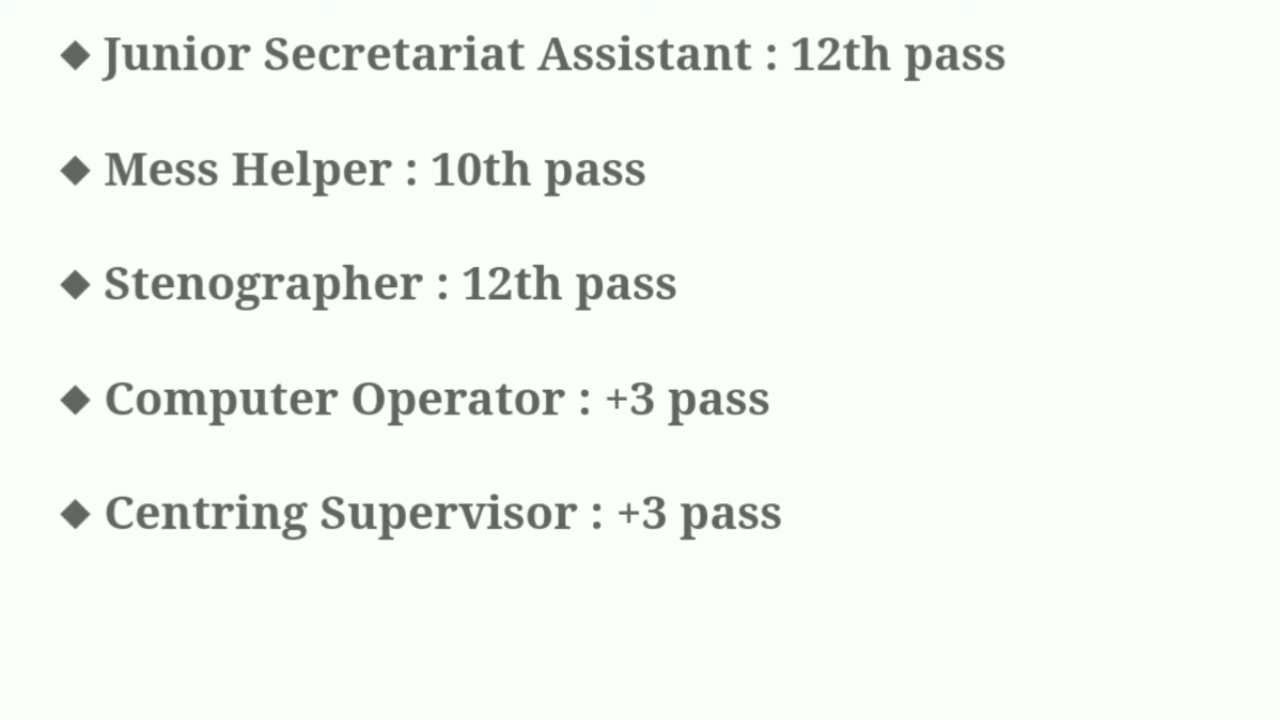 ◆ Junior Secretariat Assistant : 12th pass
◆ Mess Helper : 10th pass
◆ Stenographer : 12th pass
◆ Computer Operator : +3 pass
◆ Centring Supervisor : +3 pass